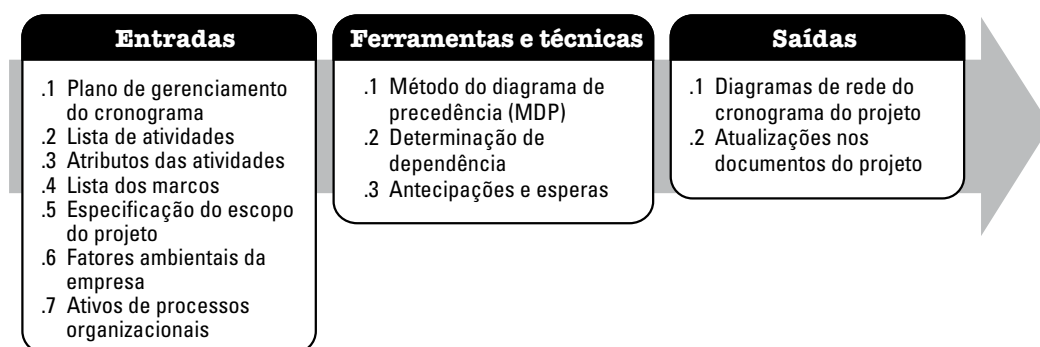 Entradas
.1 Plano de gerenciamento
do cronograma
.2 Lista de atividades
.3 Atributos das atividades
.4 Lista dos marcos
.5 Especificação do escopo
do projeto
.6 Fatores ambientais da
empresa
.7 Ativos de processos
organizacionais
Ferramentas e técnicas
.1 Método do diagrama de
precedência (MDP)
.2 Determinação de
dependência
.3 Antecipações e esperas
Saídas
.1 Diagramas de rede do
cronograma do projeto
.2 Atualizações nos
documentos do projeto